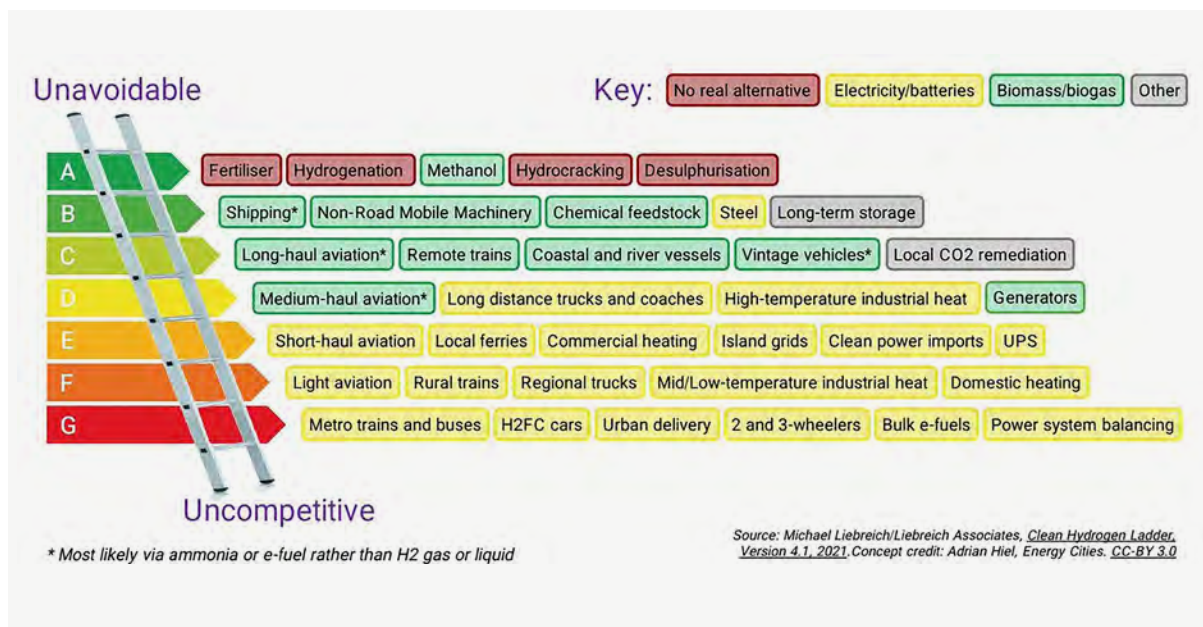 Unavoidable
Key: No real alternative Electricity/batteries Biomass/biogas Other
A Fertiliser Hydrogenation Methanol Hydrocracking Desulphurisation
B Shipping* Non-Road Mobile Machinery Chemical feedstock Steel Long-term storage
C Long-haul aviation* Remote trains Coastal and river vessels Vintage vehicles* Local CO2 remediation
D Medium-haul aviation* Long distance trucks and coaches High-temperature industrial heat Generators
E Short-haul aviation Local ferries Commercial heating Island grids Clean power imports UPS
F Light aviation Rural trains Regional trucks Mid/Low-temperature industrial heat Domestic heating
G Metro trains and buses H2FC cars Urban delivery 2 and 3-wheelers Bulk e-fuels Power system balancing
Uncompetitive
* Most likely via ammonia or e-fuel rather than H2 gas or liquid
Source: Michael Liebreich/Liebreich Associates, Clean Hydrogen Ladder,
Version 4.1, 2021.Concept credit: Adrian Hiel, Energy Cities. CC-BY 3.0